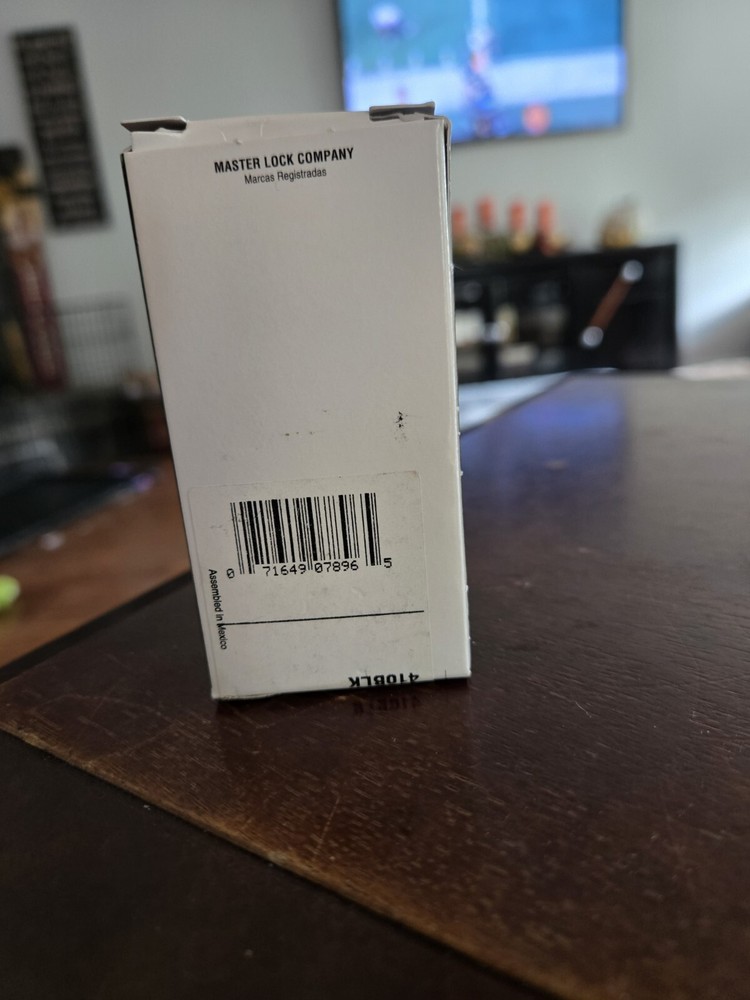 MASTER LOCK COMPANY
Marcas Registradas
0 71649 07896 5
Assembled in Mexico
410BLK